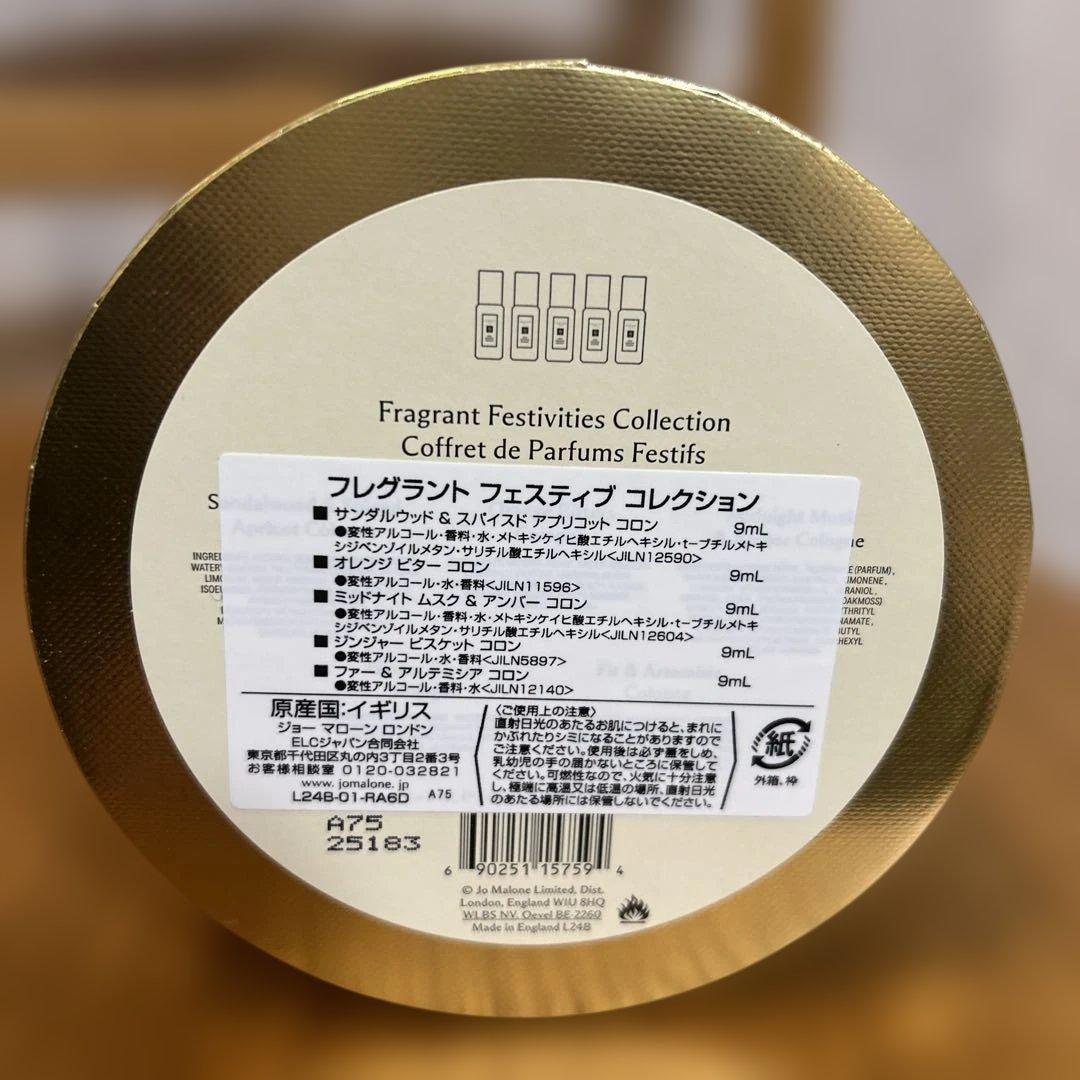 Fragrant Festivities Collection
Coffret de Parfums Festifs
フレグラント フェスティブ コレクション
■ サンダルウッド & スパイスド アプリコット コロン 9mL
●変性アルコール・香料・水・メトキシケイヒ酸エチルヘキシル・t-ブチルメトキ
シジベンゾイルメタン・サリチル酸エチルヘキシル<JILN12590>
■ オレンジ ビター コロン 9mL
●変性アルコール・水・香料<JILN11596>
■ ミッドナイト ムスク & アンバー コロン 9mL
●変性アルコール・香料・水・メトキシケイヒ酸エチルヘキシル・t-ブチルメトキ
シジベンゾイルメタン・サリチル酸エチルヘキシル<JILN12604>
■ ジンジャー ビスケット コロン 9mL
●変性アルコール・水・香料<JILN5897>
■ ファー & アルテミシア コロン 9mL
●変性アルコール・香料・水<JILN12140>
原産国:イギリス
ジョー マローン ロンドン
ELCジャパン合同会社
東京都千代田区丸の内3丁目2番3号
お客様相談室 0120-032821
www. jomalone. jp
L24B-01-RA6D A75
〈ご使用上の注意〉
直射日光のあたるお肌につけると、まれに
かぶれたりシミになることがありますので
ご注意ください。使用後は必ず蓋をしめ、
乳幼児の手の届かないところに保管して
ください。可燃性なので、火気に十分注意
し、極端に高温又は低温の場所、直射日光
のあたる場所には保管しないでください。
紙
外箱、枠
(PARFUM),
IMONENE,
RANIOL,
OAKMOSS)
THRITYL
NAMATE,
BUTYL
HEXYL
A75
25183
6 90251 15759 4
© Jo Malone Limited, Dist.
London, England W1U 8HQ
WLBS NV. Oevel BE-2260
Made in England L24B